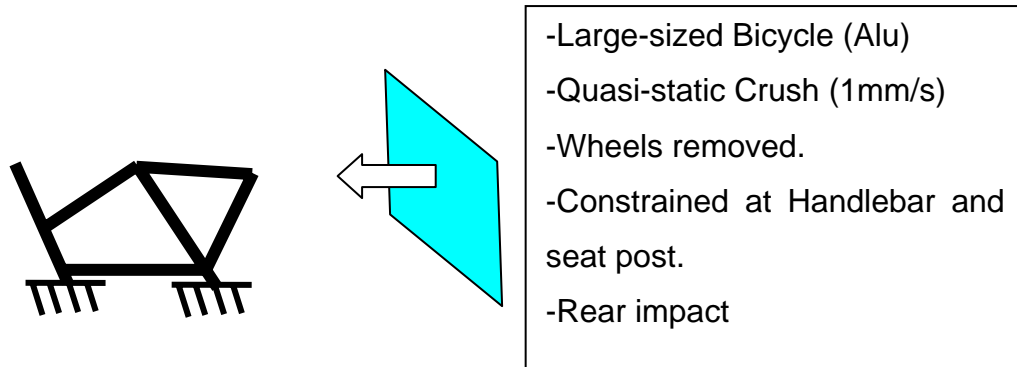 -Large-sized Bicycle (Alu)
-Quasi-static Crush (1mm/s)
-Wheels removed.
-Constrained at Handlebar and
seat post.
-Rear impact